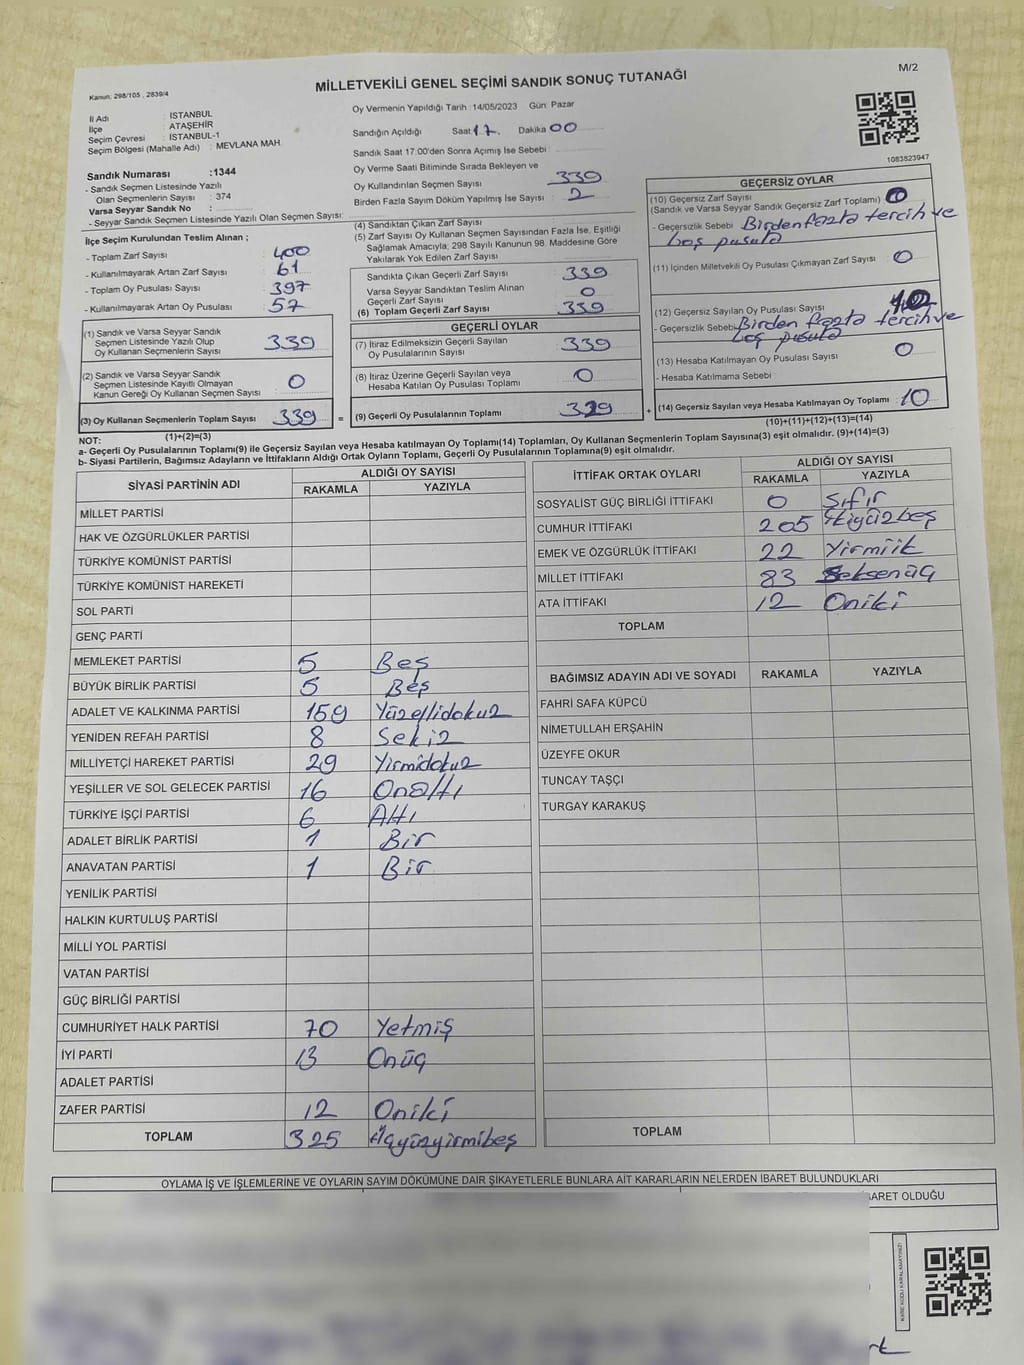 M/2
MİLLETVEKİLİ GENEL SEÇİMİ SANDIK SONUÇ TUTANAĞI
Kanun: 298/105 , 2839/4
İl Adı : İSTANBUL
İlçe : ATAŞEHİR
Seçim Çevresi : İSTANBUL-1
Seçim Bölgesi (Mahalle Adı) : MEVLANA MAH.
Sandık Numarası :1344
- Sandık Seçmen Listesinde Yazılı
Olan Seçmenlerin Sayısı : 374
Varsa Seyyar Sandık No :
- Seyyar Sandık Seçmen Listesinde Yazılı Olan Seçmen Sayısı:
İlçe Seçim Kurulundan Teslim Alınan ;
- Toplam Zarf Sayısı : 400
- Kullanılmayarak Artan Zarf Sayısı : 61
- Toplam Oy Pusulası Sayısı : 397
- Kullanılmayarak Artan Oy Pusulası : 57
(1) Sandık ve Varsa Seyyar Sandık
Seçmen Listesinde Yazılı Olup
Oy Kullanan Seçmenlerin Sayısı 339
(2) Sandık ve Varsa Seyyar Sandık
Seçmen Listesinde Kayıtlı Olmayan
Kanun Gereği Oy Kullanan Seçmen Sayısı 0
(3) Oy Kullanan Seçmenlerin Toplam Sayısı 339 =
(1)+(2)=(3)
Oy Vermenin Yapıldığı Tarih :14/05/2023 Gün: Pazar
Sandığın Açıldığı Saat 17 Dakika 00
Sandık Saat 17:00'den Sonra Açımış İse Sebebi :
Oy Verme Saati Bitiminde Sırada Bekleyen ve
Oy Kullandırılan Seçmen Sayısı 339
Birden Fazla Sayım Döküm Yapılmış İse Sayısı : 2
(4) Sandıktan Çıkan Zarf Sayısı
(5) Zarf Sayısı Oy Kullanan Seçmen Sayısından Fazla İse, Eşitliği
Sağlamak Amacıyla; 298 Sayılı Kanunun 98. Maddesine Göre
Yakılarak Yok Edilen Zarf Sayısı
Sandıkta Çıkan Geçerli Zarf Sayısı 339
Varsa Seyyar Sandıktan Teslim Alınan
Geçerli Zarf Sayısı 0
(6) Toplam Geçerli Zarf Sayısı 339
GEÇERLİ OYLAR
(7) İtiraz Edilmeksizin Geçerli Sayılan
Oy Pusulalarının Sayısı 339
(8) İtiraz Üzerine Geçerli Sayılan veya
Hesaba Katılan Oy Pusulası Toplamı 0
(9) Geçerli Oy Pusulalarının Toplamı 329 +
1083823947
GEÇERSİZ OYLAR
(10) Geçersiz Zarf Sayısı
(Sandık ve Varsa Seyyar Sandık Geçersiz Zarf Toplamı)
- Geçersizlik Sebebi Birden fazla tercih ve
boş pusula
(11) İçinden Milletvekili Oy Pusulası Çıkmayan Zarf Sayısı 0
(12) Geçersiz Sayılan Oy Pusulası Sayısı
- Geçersizlik Sebebi Birden fazla tercih ve
boş pusula
(13) Hesaba Katılmayan Oy Pusulası Sayısı 0
- Hesaba Katılmama Sebebi
(14) Geçersiz Sayılan veya Hesaba Katılmayan Oy Toplamı 10
(10)+(11)+(12)+(13)=(14)
NOT:
a- Geçerli Oy Pusulalarının Toplamı(9) ile Geçersiz Sayılan veya Hesaba katılmayan Oy Toplamı(14) Toplamları, Oy Kullanan Seçmenlerin Toplam Sayısına(3) eşit olmalıdır. (9)+(14)=(3)
b- Siyasi Partilerin, Bağımsız Adayların ve İttifakların Aldığı Ortak Oyların Toplamı, Geçerli Oy Pusulalarının Toplamına(9) eşit olmalıdır.
SİYASİ PARTİNİN ADI ALDIĞI OY SAYISI
RAKAMLA YAZIYLA
MİLLET PARTİSİ
HAK VE ÖZGÜRLÜKLER PARTİSİ
TÜRKİYE KOMÜNİST PARTİSİ
TÜRKİYE KOMÜNİST HAREKETİ
SOL PARTİ
GENÇ PARTİ
MEMLEKET PARTİSİ 5 Beş
BÜYÜK BİRLİK PARTİSİ 5 Beş
ADALET VE KALKINMA PARTİSİ 159 Yüzellidokuz
YENİDEN REFAH PARTİSİ 8 Sekiz
MİLLİYETÇİ HAREKET PARTİSİ 29 Yirmidokuz
YEŞİLLER VE SOL GELECEK PARTİSİ 16 Onaltı
TÜRKİYE İŞÇİ PARTİSİ 6 Altı
ADALET BİRLİK PARTİSİ 1 Bir
ANAVATAN PARTİSİ 1 Bir
YENİLİK PARTİSİ
HALKIN KURTULUŞ PARTİSİ
MİLLİ YOL PARTİSİ
VATAN PARTİSİ
GÜÇ BİRLİĞİ PARTİSİ
CUMHURİYET HALK PARTİSİ 70 Yetmiş
İYİ PARTİ 13 Onüç
ADALET PARTİSİ
ZAFER PARTİSİ 12 Oniki
TOPLAM 325 üçyüzyirmibeş
İTTİFAK ORTAK OYLARI ALDIĞI OY SAYISI
RAKAMLA YAZIYLA
SOSYALİST GÜÇ BİRLİĞİ İTTİFAKI 0 Sıfır
CUMHUR İTTİFAKI 205 İkiyüzbeş
EMEK VE ÖZGÜRLÜK İTTİFAKI 22 Yirmiik
MİLLET İTTİFAKI 83 Seksenüç
ATA İTTİFAKI 12 Oniki
TOPLAM
BAĞIMSIZ ADAYIN ADI VE SOYADI RAKAMLA YAZIYLA
FAHRİ SAFA KÜPCÜ
NİMETULLAH ERŞAHİN
ÜZEYFE OKUR
TUNCAY TAŞÇI
TURGAY KARAKUŞ
TOPLAM
OYLAMA İŞ VE İŞLEMLERİNE VE OYLARIN SAYIM DÖKÜMÜNE DAİR ŞİKAYETLERLE BUNLARA AİT KARARLARIN NELERDEN İBARET BULUNDUKLARI
BARET OLDUĞU
KARE KODU KARALAMAYINIZ!